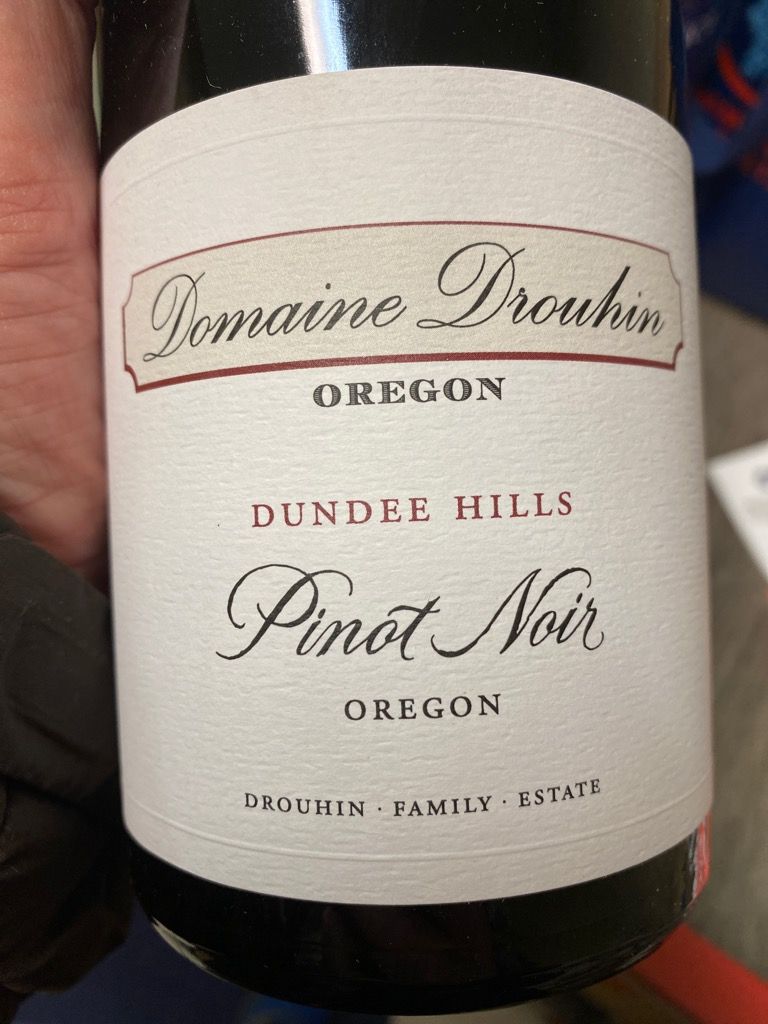 Domaine Drouhin
OREGON
DUNDEE HILLS
Pinot Noir
OREGON
DROUHIN · FAMILY · ESTATE